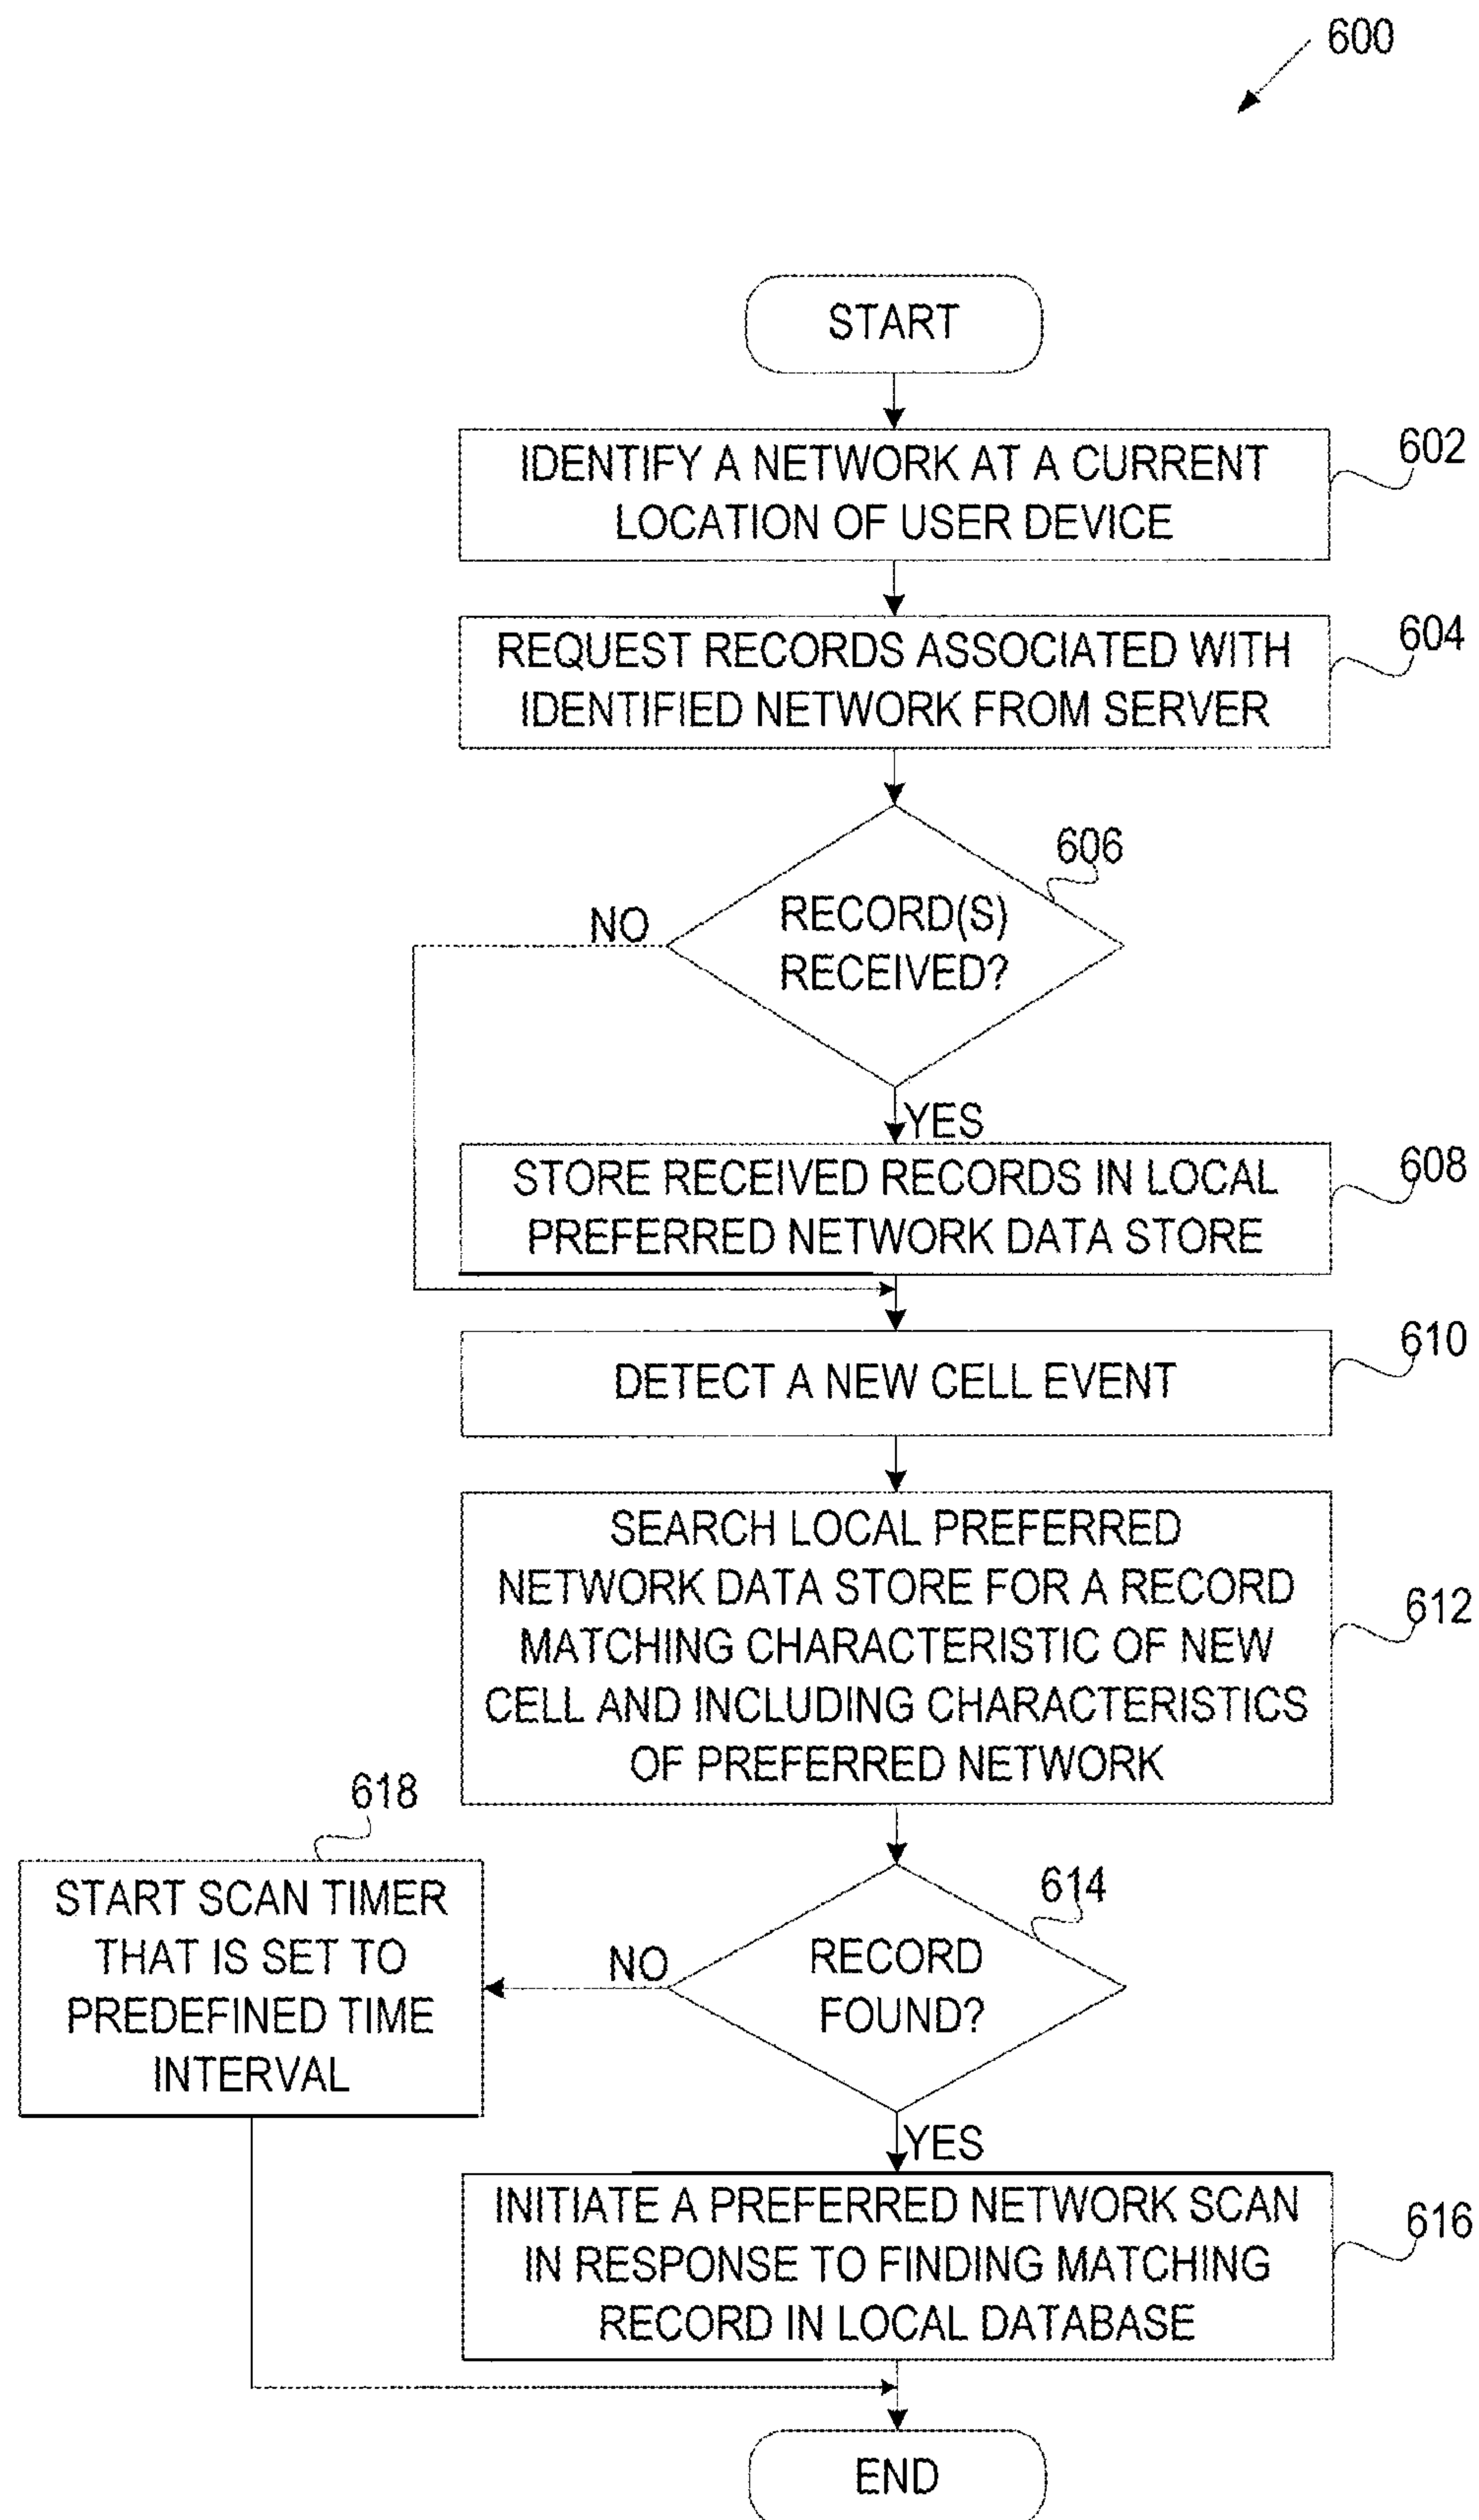 600
START
IDENTIFY A NETWORK AT A CURRENT
LOCATION OF USER DEVICE
602
REQUEST RECORDS ASSOCIATED WITH
IDENTIFIED NETWORK FROM SERVER
604
606
RECORD(S)
RECEIVED?
NO
YES
STORE RECEIVED RECORDS IN LOCAL
PREFERRED NETWORK DATA STORE
608
DETECT A NEW CELL EVENT
610
SEARCH LOCAL PREFERRED
NETWORK DATA STORE FOR A RECORD
MATCHING CHARACTERISTIC OF NEW
CELL AND INCLUDING CHARACTERISTICS
OF PREFERRED NETWORK
612
618
START SCAN TIMER
THAT IS SET TO
PREDEFINED TIME
INTERVAL
614
NO
RECORD
FOUND?
YES
INITIATE A PREFERRED NETWORK SCAN
IN RESPONSE TO FINDING MATCHING
RECORD IN LOCAL DATABASE
616
END